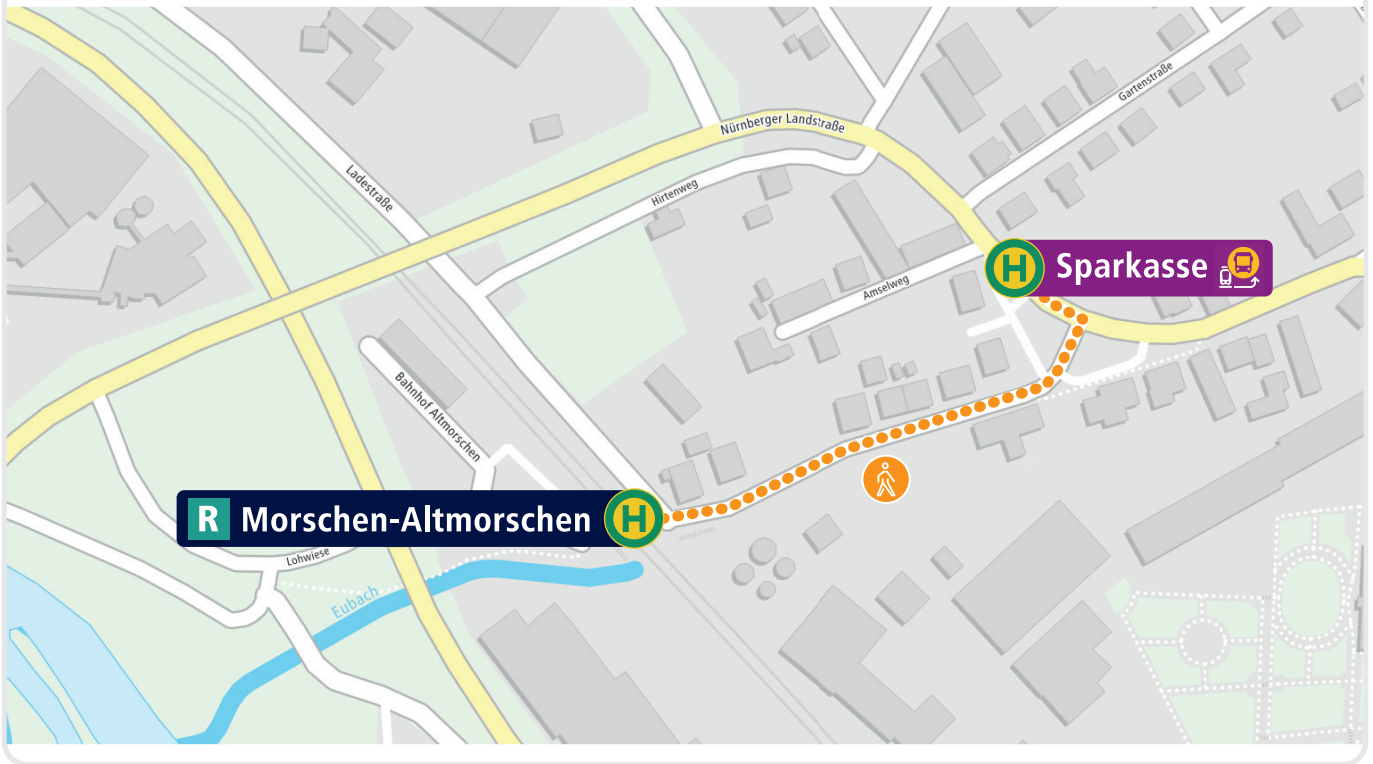 Nürnberger Landstraße
Gartenstraße
Ladestraße
Hirtenweg
H Sparkasse
Amselweg
Bahnhof Altmorschen
R Morschen-Altmorschen H
Lohwiese
Eubach